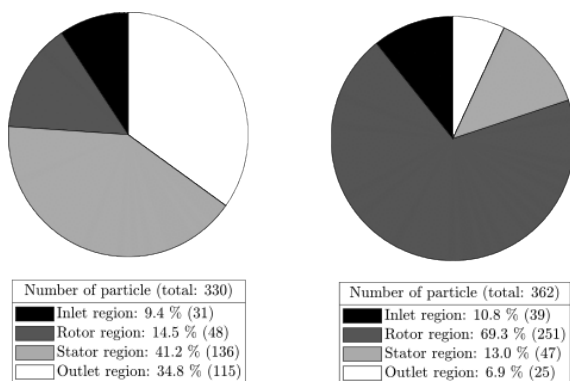 Number of particle (total: 330)
Inlet region: 9.4 % (31)
Rotor region: 14.5 % (48)
Stator region: 41.2 % (136)
Outlet region: 34.8 % (115)
Number of particle (total: 362)
Inlet region: 10.8 % (39)
Rotor region: 69.3 % (251)
Stator region: 13.0 % (47)
Outlet region: 6.9 % (25)